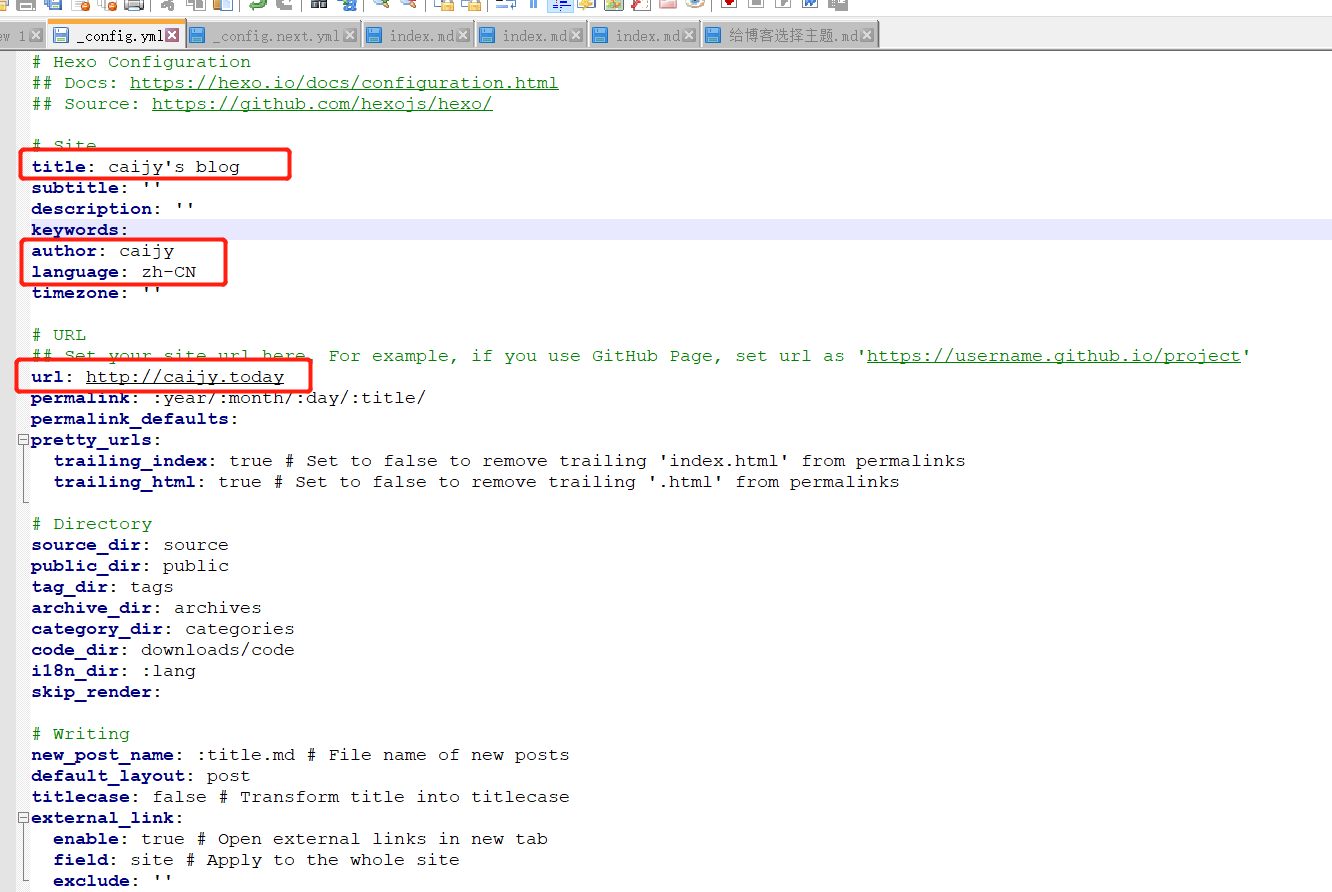 ew 1
_config.yml
_config.next.yml
index.md
index.md
index.md
给博客选择主题.md
# Hexo Configuration
## Docs: https://hexo.io/docs/configuration.html
## Source: https://github.com/hexojs/hexo/
# Site
title: caijy's blog
subtitle: ''
description: ''
keywords:
author: caijy
language: zh-CN
timezone: ''
# URL
## Set your site url here. For example, if you use GitHub Page, set url as 'https://username.github.io/project'
url: http://caijy.today
permalink: :year/:month/:day/:title/
permalink_defaults:
pretty_urls:
  trailing_index: true # Set to false to remove trailing 'index.html' from permalinks
  trailing_html: true # Set to false to remove trailing '.html' from permalinks
# Directory
source_dir: source
public_dir: public
tag_dir: tags
archive_dir: archives
category_dir: categories
code_dir: downloads/code
i18n_dir: :lang
skip_render:
# Writing
new_post_name: :title.md # File name of new posts
default_layout: post
titlecase: false # Transform title into titlecase
external_link:
  enable: true # Open external links in new tab
  field: site # Apply to the whole site
  exclude: ''